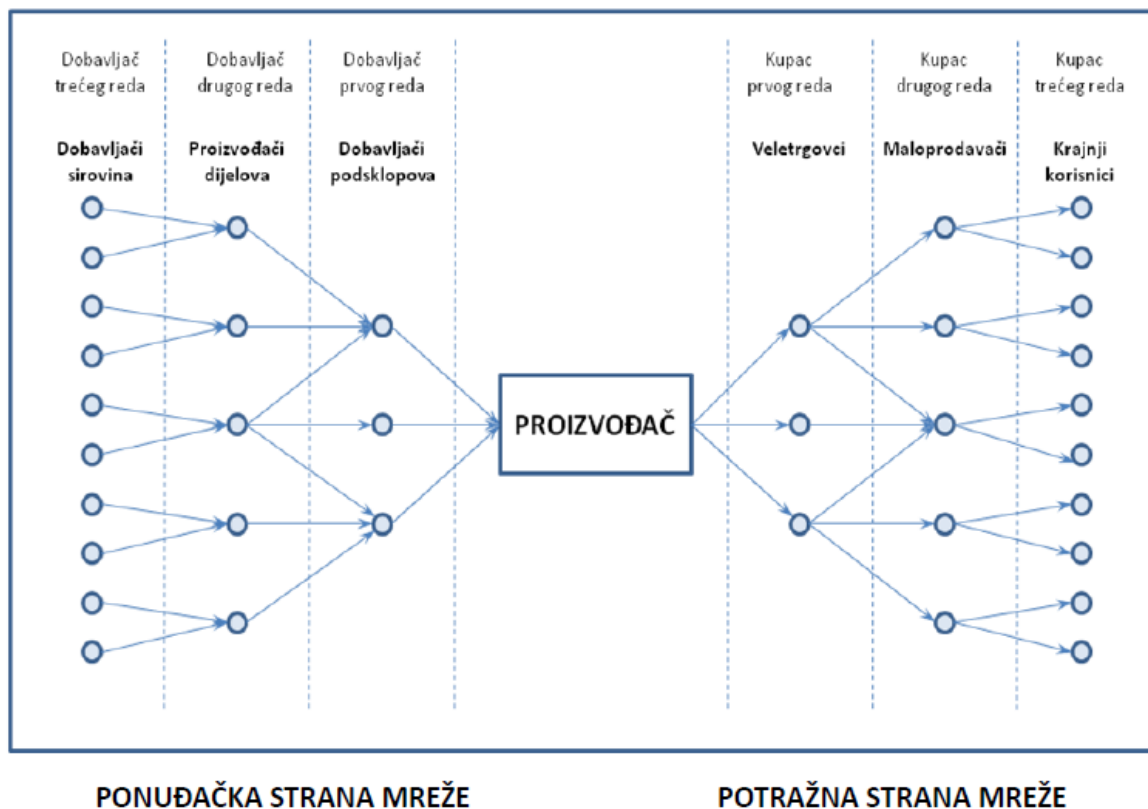 Dobavljač
trećeg reda
Dobavljači
sirovina
Dobavljač
drugog reda
Proizvođači
dijelova
Dobavljač
prvog reda
Dobavljači
podsklopova
PROIZVOĐAČ
Kupac
prvog reda
Veletrgovci
Kupac
drugog reda
Maloprodavači
Kupac
trećeg reda
Krajnji
korisnici
PONUĐAČKA STRANA MREŽE
POTRAŽNA STRANA MREŽE